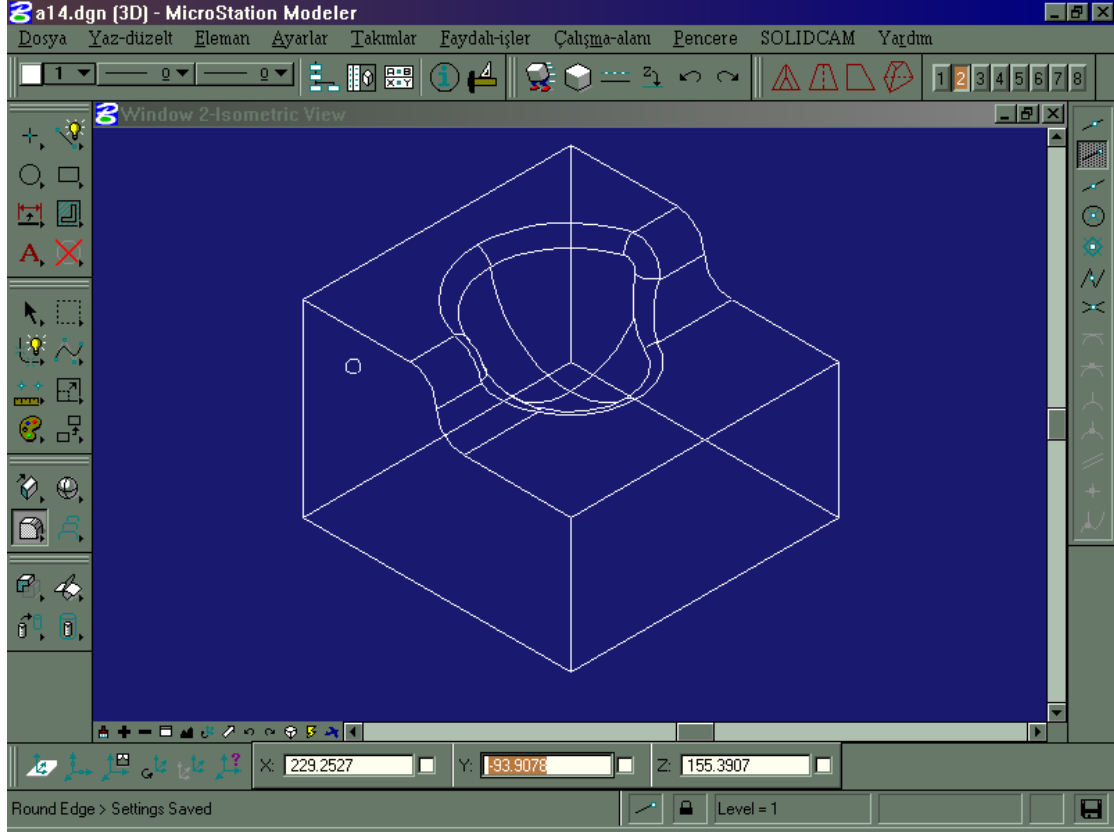 a14.dgn (3D) - MicroStation Modeler
Dosya Yaz-düzelt Eleman Ayarlar Takımlar Faydalı-işler Çalışma-alanı Pencere SOLIDCAM Yardım
1 0 0 1 2 3 4 5 6 7 8
Window 2-Isometric View
X: 229.2527 Y: -93.9078 Z: 155.3907
Round Edge > Settings Saved Level = 1